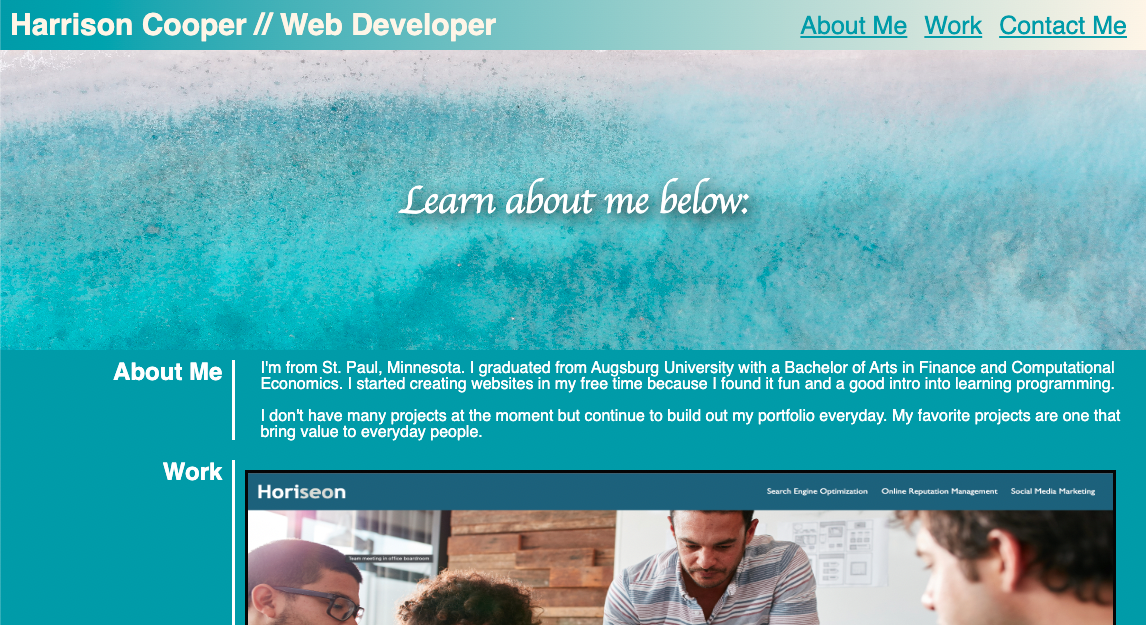 Harrison Cooper // Web Developer
About Me Work Contact Me
Learn about me below:
About Me
I'm from St. Paul, Minnesota. I graduated from Augsburg University with a Bachelor of Arts in Finance and Computational
Economics. I started creating websites in my free time because I found it fun and a good intro into learning programming.
I don't have many projects at the moment but continue to build out my portfolio everyday. My favorite projects are one that
bring value to everyday people.
Work
Horiseon
Search Engine Optimization Online Reputation Management Social Media Marketing
Team meeting in office boardroom